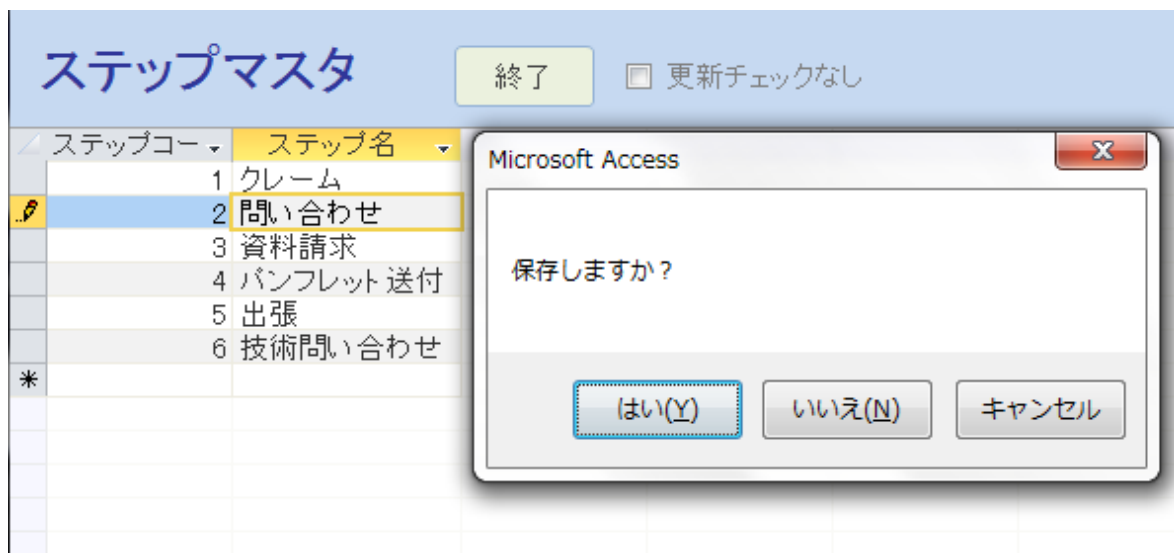 ステップマスタ 終了 更新チェックなし
ステップコー ステップ名
1 クレーム
2 問い合わせ
3 資料請求
4 パンフレット送付
5 出張
6 技術問い合わせ
Microsoft Access
保存しますか?
はい(Y) いいえ(N) キャンセル